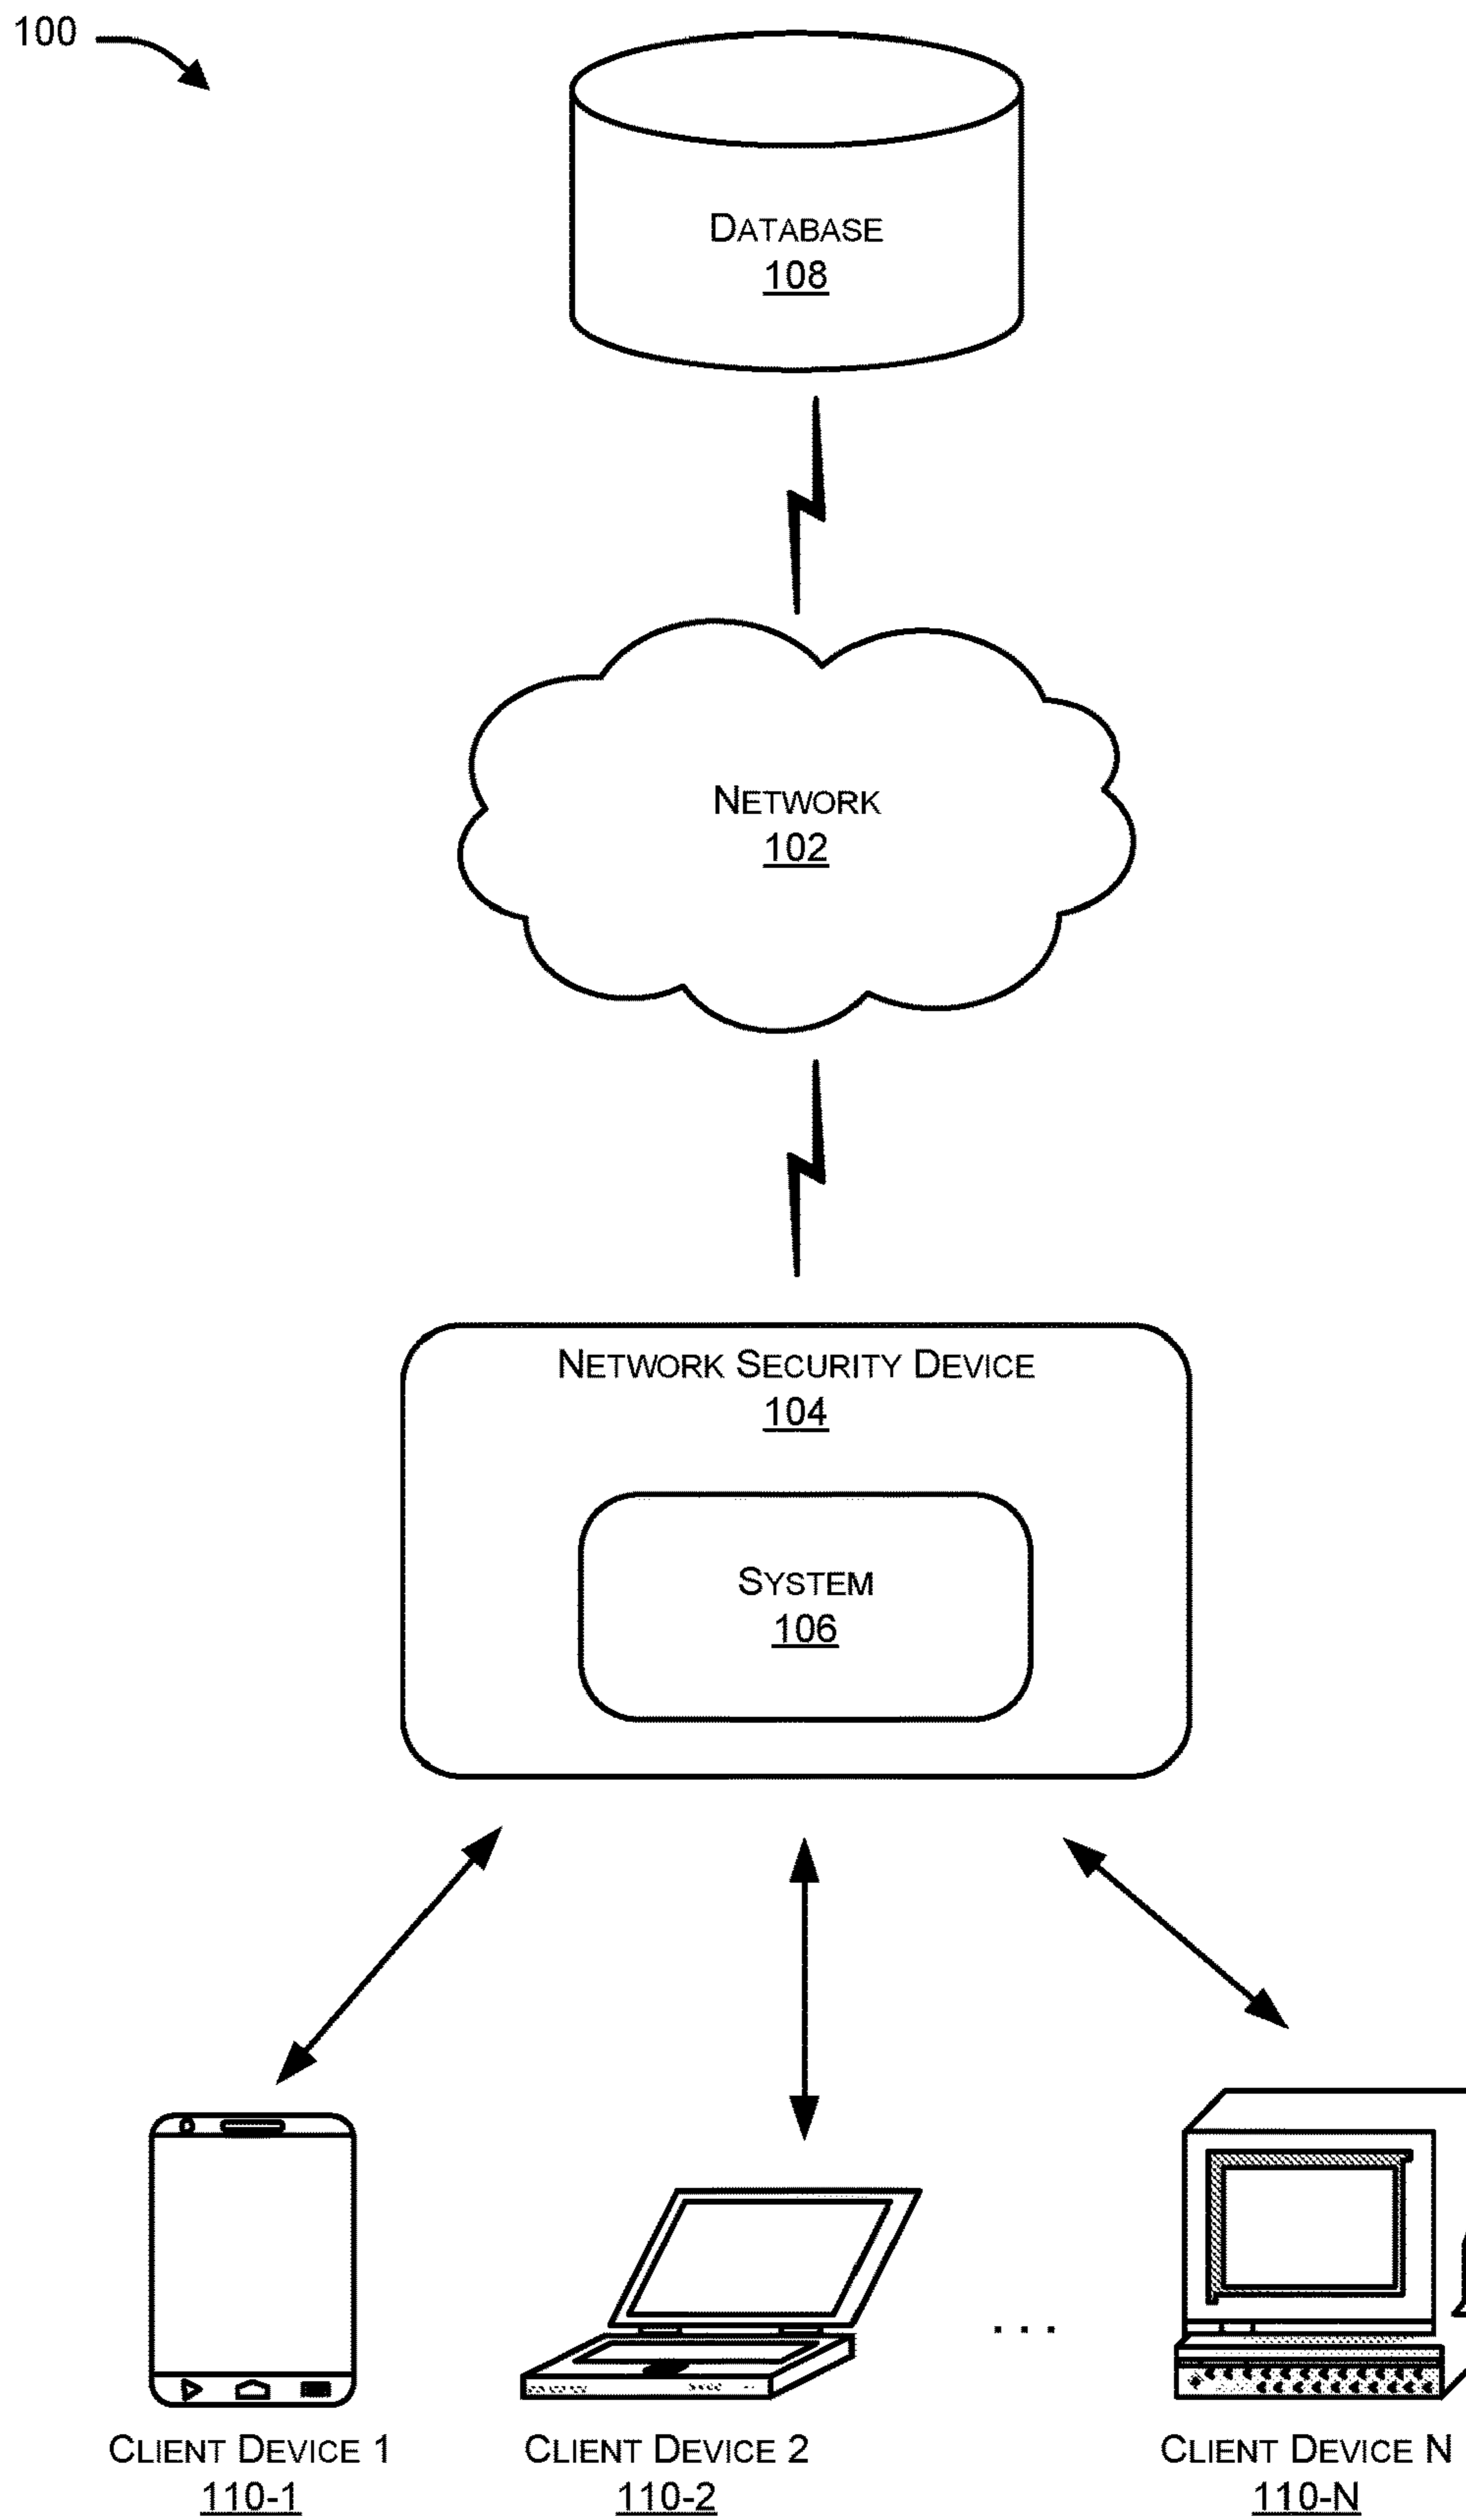 100
DATABASE
108
NETWORK
102
NETWORK SECURITY DEVICE
104
SYSTEM
106
...
CLIENT DEVICE 1
110-1
CLIENT DEVICE 2
110-2
CLIENT DEVICE N
110-N